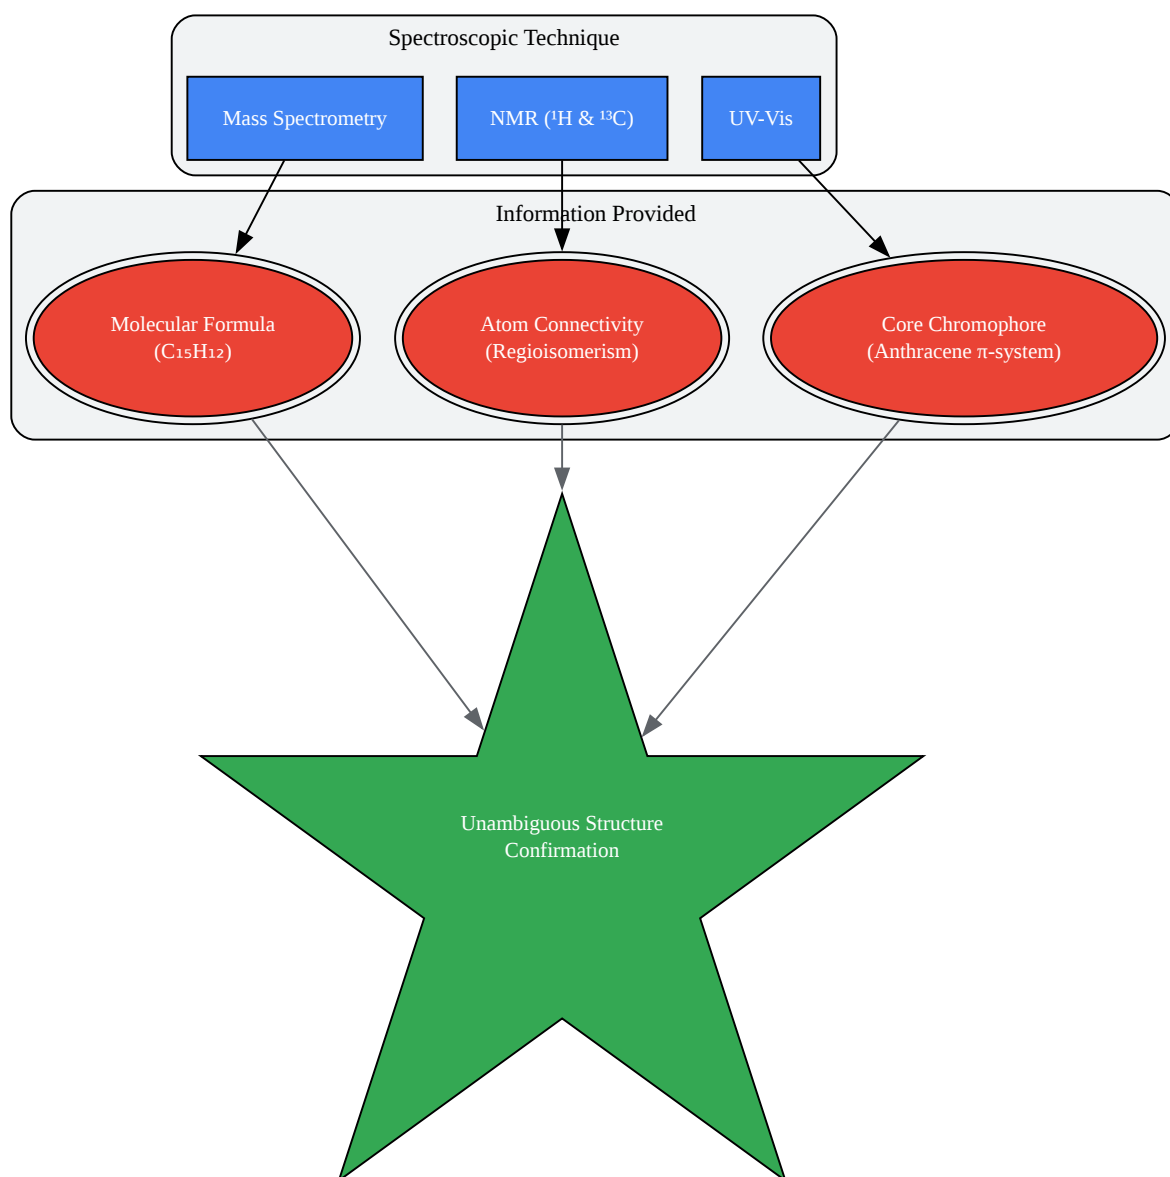 Spectroscopic Technique
Mass Spectrometry
NMR (¹H & ¹³C)
UV-Vis
Information Provided
Molecular Formula
(C₁₅H₁₂)
Atom Connectivity
(Regioisomerism)
Core Chromophore
(Anthracene π-system)
Unambiguous Structure
Confirmation